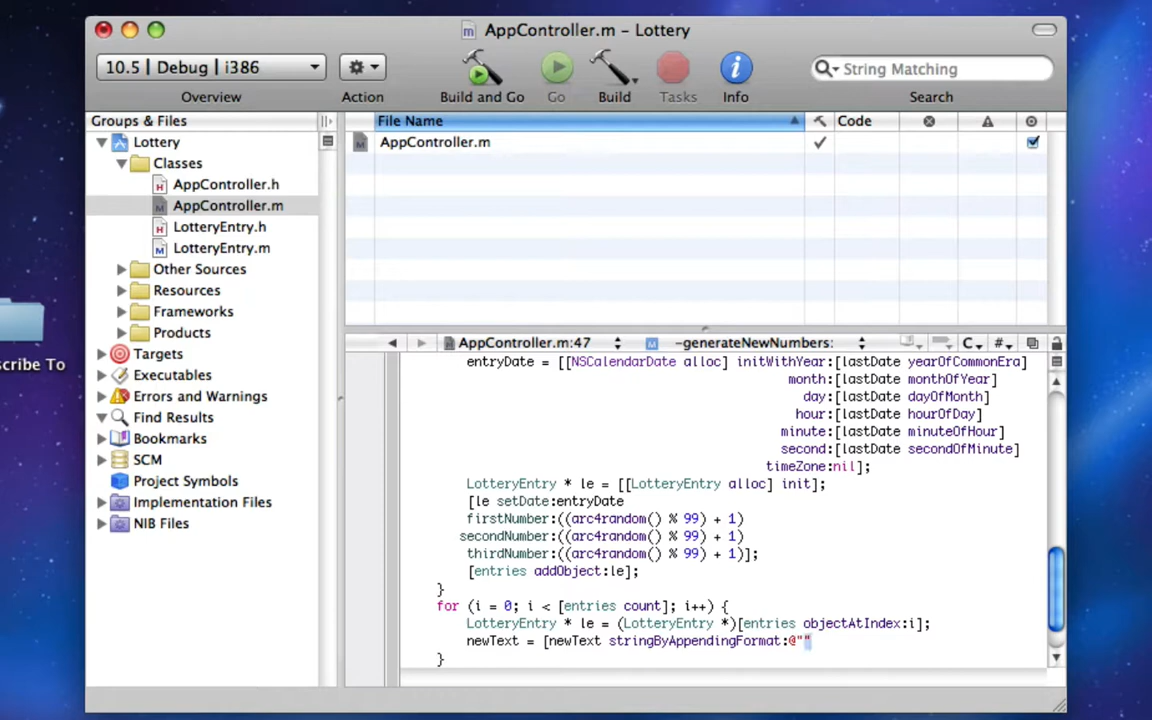 AppController.m – Lottery
10.5 | Debug | i386
String Matching
Overview
Action
Build and Go
Go
Build
Tasks
Info
Search
Groups & Files
File Name
Code
Lottery
AppController.m
Classes
AppController.h
AppController.m
LotteryEntry.h
LotteryEntry.m
Other Sources
Resources
Frameworks
Products
Targets
Executables
Errors and Warnings
Find Results
Bookmarks
SCM
Project Symbols
Implementation Files
NIB Files
scribe To
AppController.m:47
-generateNewNumbers:
C
#
entryDate = [[NSCalendarDate alloc] initWithYear:[lastDate yearOfCommonEra]
month:[lastDate monthOfYear]
day:[lastDate dayOfMonth]
hour:[lastDate hourOfDay]
minute:[lastDate minuteOfHour]
second:[lastDate secondOfMinute]
timeZone:nil];
LotteryEntry * le = [[LotteryEntry alloc] init];
[le setDate:entryDate
firstNumber:((arc4random() % 99) + 1)
secondNumber:((arc4random() % 99) + 1)
thirdNumber:((arc4random() % 99) + 1)];
[entries addObject:le];
}
for (i = 0; i < [entries count]; i++) {
LotteryEntry * le = (LotteryEntry *)[entries objectAtIndex:i];
newText = [newText stringByAppendingFormat:@""
}